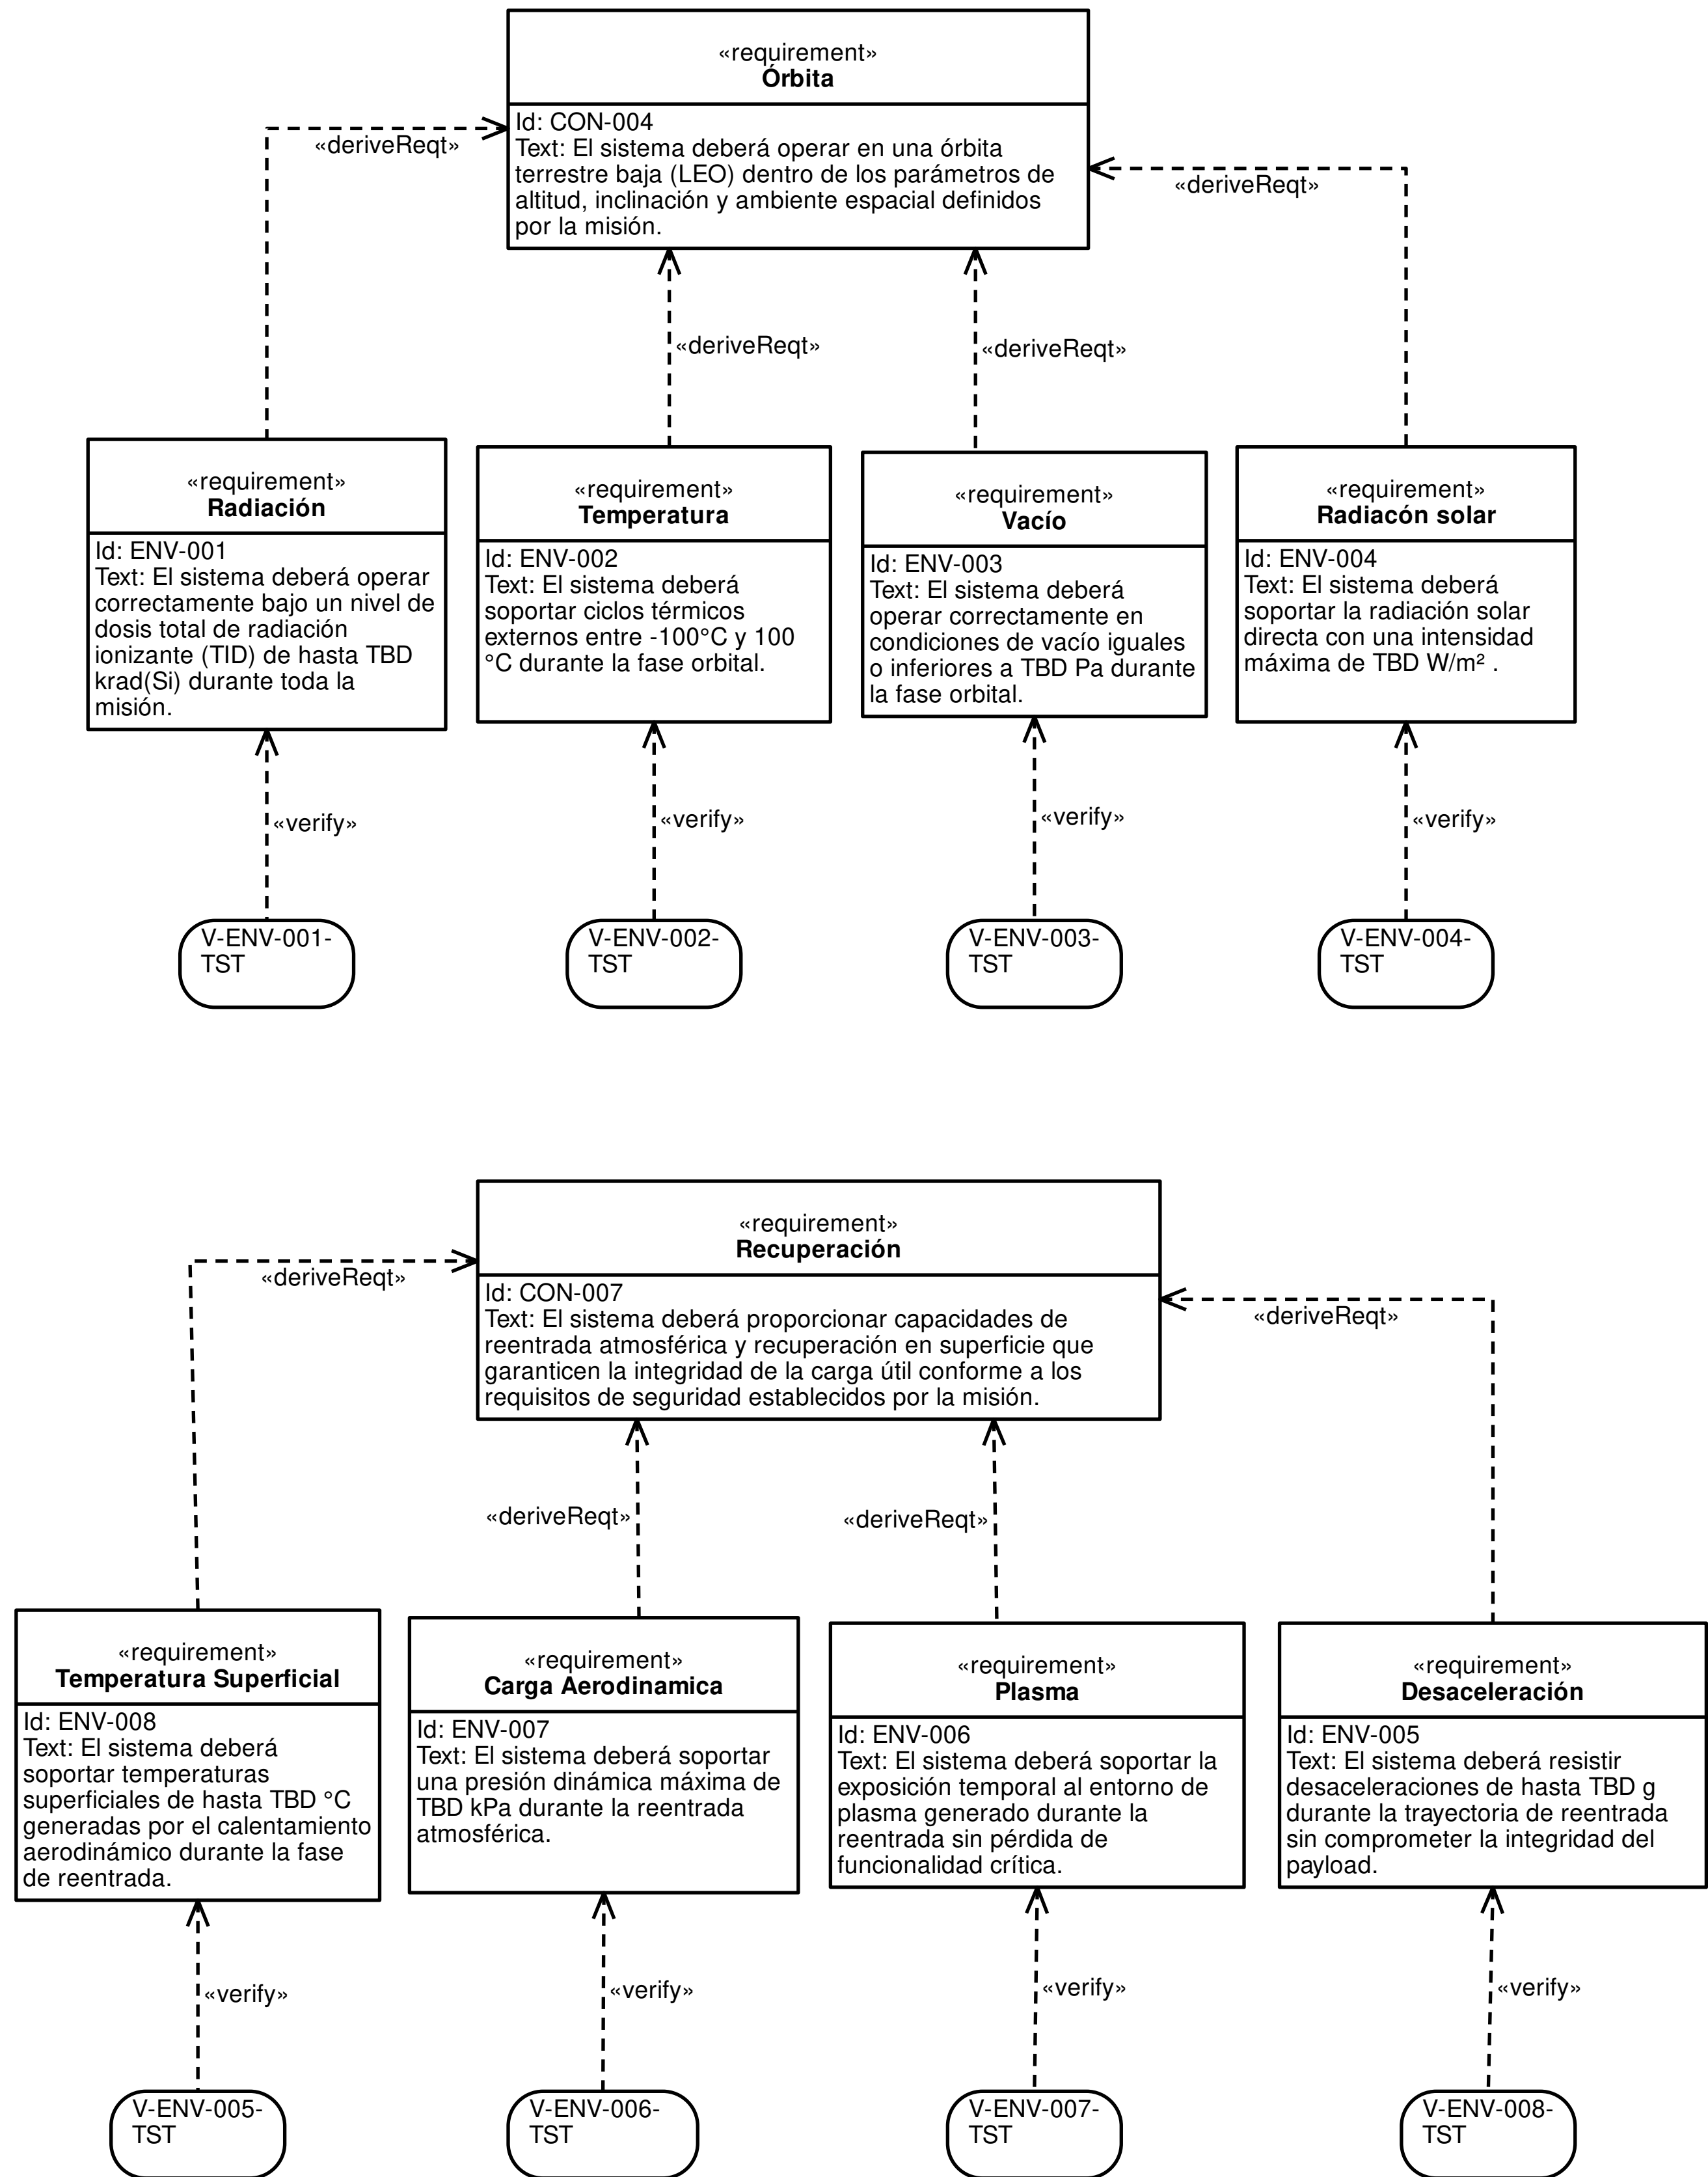 «requirement»
Órbita
Id: CON-004
Text: El sistema deberá operar en una órbita
terrestre baja (LEO) dentro de los parámetros de
altitud, inclinación y ambiente espacial definidos
por la misión.
«deriveReqt»
«deriveReqt»
«deriveReqt»
«deriveReqt»
«requirement»
Radiación
Id: ENV-001
Text: El sistema deberá operar
correctamente bajo un nivel de
dosis total de radiación
ionizante (TID) de hasta TBD
krad(Si) durante toda la
misión.
«requirement»
Temperatura
Id: ENV-002
Text: El sistema deberá
soportar ciclos térmicos
externos entre -100°C y 100
°C durante la fase orbital.
«requirement»
Vacío
Id: ENV-003
Text: El sistema deberá
operar correctamente en
condiciones de vacío iguales
o inferiores a TBD Pa durante
la fase orbital.
«requirement»
Radiacón solar
Id: ENV-004
Text: El sistema deberá
soportar la radiación solar
directa con una intensidad
máxima de TBD W/m² .
«verify»
«verify»
«verify»
«verify»
V-ENV-001-
TST
V-ENV-002-
TST
V-ENV-003-
TST
V-ENV-004-
TST
«requirement»
Recuperación
Id: CON-007
Text: El sistema deberá proporcionar capacidades de
reentrada atmosférica y recuperación en superficie que
garanticen la integridad de la carga útil conforme a los
requisitos de seguridad establecidos por la misión.
«deriveReqt»
«deriveReqt»
«deriveReqt»
«deriveReqt»
«requirement»
Temperatura Superficial
Id: ENV-008
Text: El sistema deberá
soportar temperaturas
superficiales de hasta TBD °C
generadas por el calentamiento
aerodinámico durante la fase
de reentrada.
«requirement»
Carga Aerodinamica
Id: ENV-007
Text: El sistema deberá soportar
una presión dinámica máxima de
TBD kPa durante la reentrada
atmosférica.
«requirement»
Plasma
Id: ENV-006
Text: El sistema deberá soportar la
exposición temporal al entorno de
plasma generado durante la
reentrada sin pérdida de
funcionalidad crítica.
«requirement»
Desaceleración
Id: ENV-005
Text: El sistema deberá resistir
desaceleraciones de hasta TBD g
durante la trayectoria de reentrada
sin comprometer la integridad del
payload.
«verify»
«verify»
«verify»
«verify»
V-ENV-005-
TST
V-ENV-006-
TST
V-ENV-007-
TST
V-ENV-008-
TST